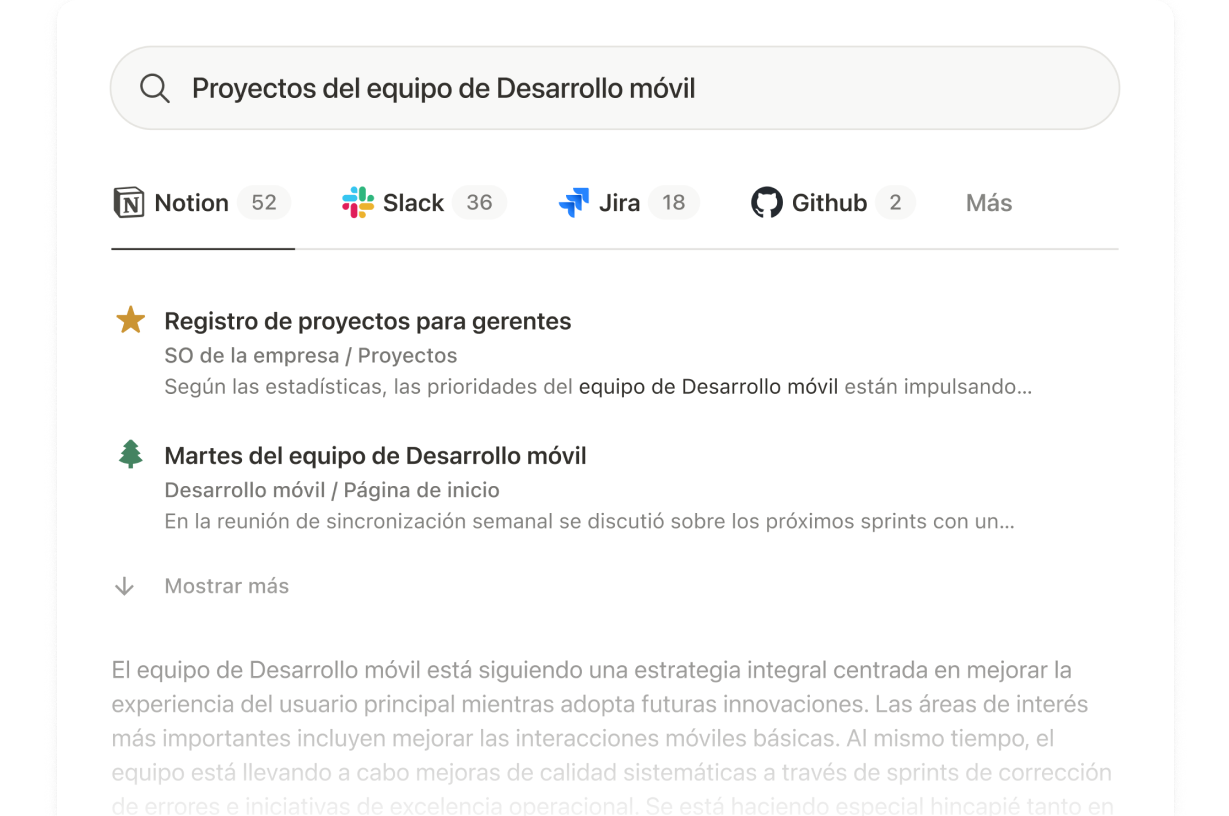 Proyectos del equipo de Desarrollo móvil
Notion 52 Slack 36 Jira 18 Github 2 Más
Registro de proyectos para gerentes
SO de la empresa / Proyectos
Según las estadísticas, las prioridades del equipo de Desarrollo móvil están impulsando...
Martes del equipo de Desarrollo móvil
Desarrollo móvil / Página de inicio
En la reunión de sincronización semanal se discutió sobre los próximos sprints con un...
Mostrar más
El equipo de Desarrollo móvil está siguiendo una estrategia integral centrada en mejorar la
experiencia del usuario principal mientras adopta futuras innovaciones. Las áreas de interés
más importantes incluyen mejorar las interacciones móviles básicas. Al mismo tiempo, el
equipo está llevando a cabo mejoras de calidad sistemáticas a través de sprints de corrección
de errores e iniciativas de excelencia operacional. Se está haciendo especial hincapié tanto en